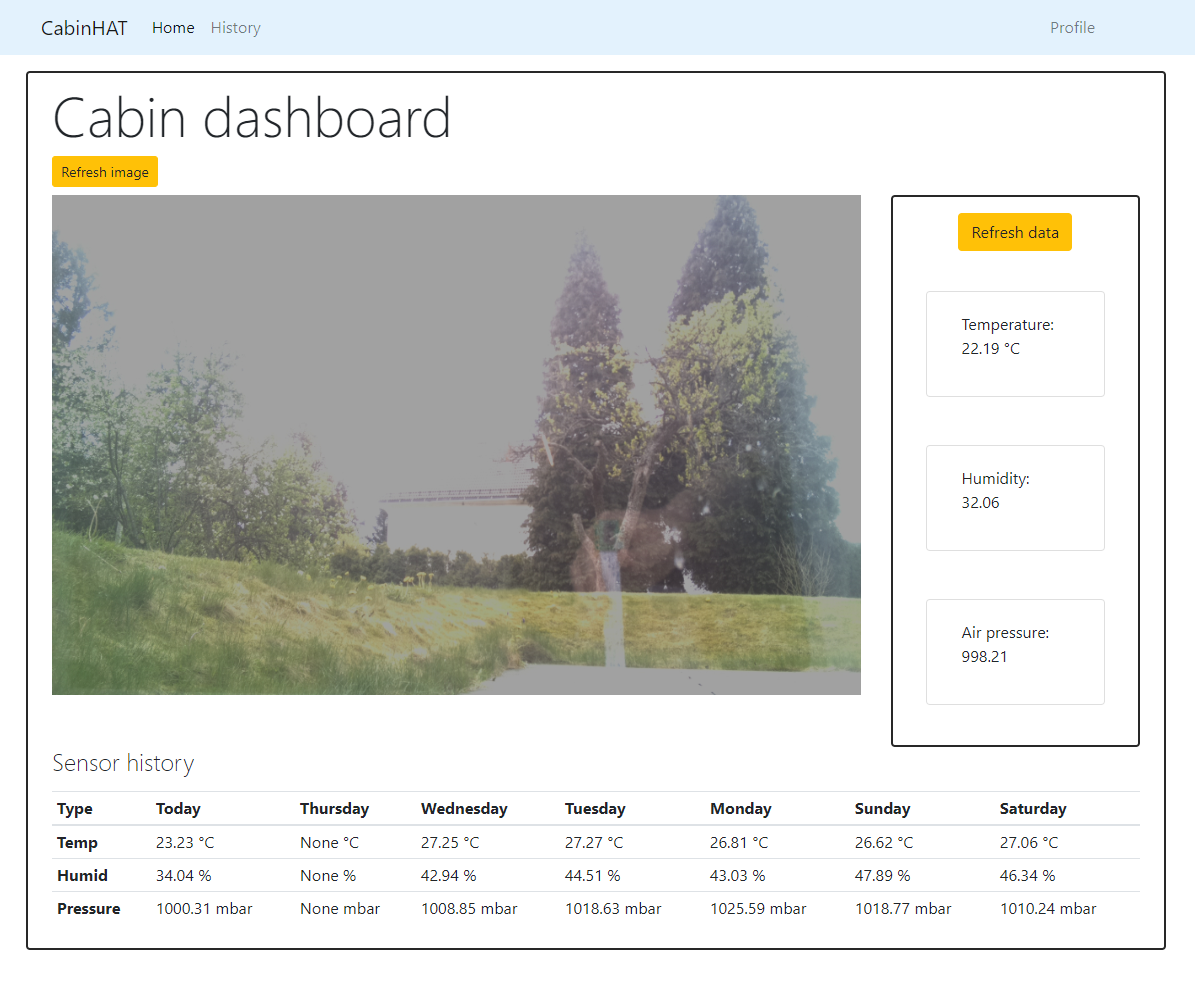 CabinHAT Home History Profile
Cabin dashboard
Refresh image
Refresh data
Temperature:
22.19 °C
Humidity:
32.06
Air pressure:
998.21
Sensor history
Type Today Thursday Wednesday Tuesday Monday Sunday Saturday
Temp 23.23 °C None °C 27.25 °C 27.27 °C 26.81 °C 26.62 °C 27.06 °C
Humid 34.04 % None % 42.94 % 44.51 % 43.03 % 47.89 % 46.34 %
Pressure 1000.31 mbar None mbar 1008.85 mbar 1018.63 mbar 1025.59 mbar 1018.77 mbar 1010.24 mbar